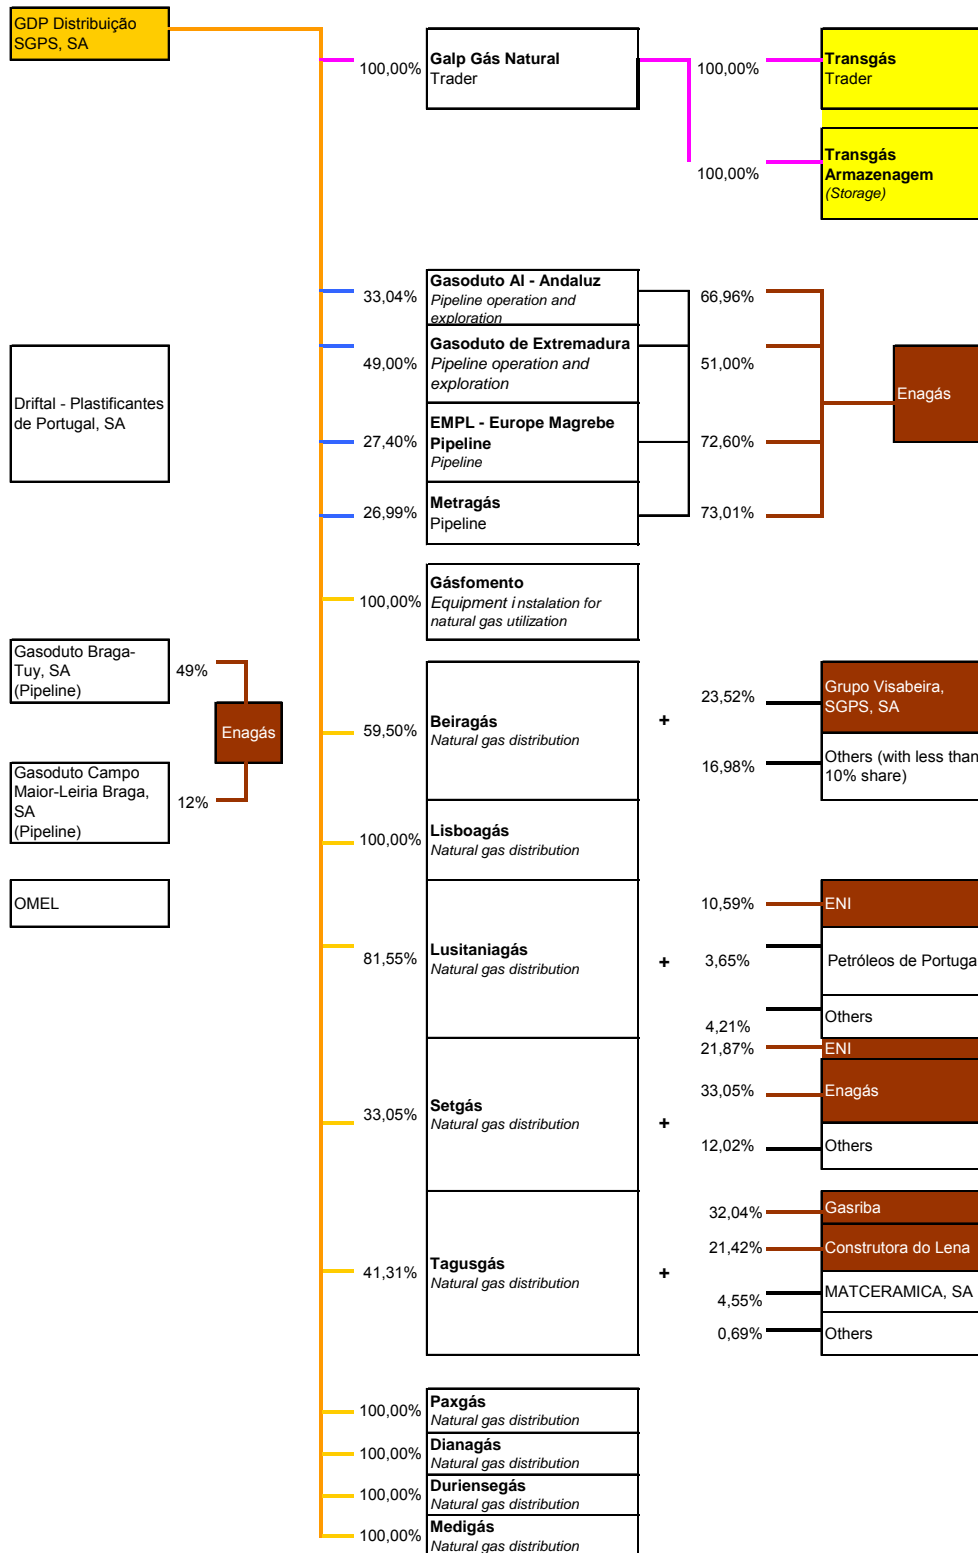 GDP Distribuição
SGPS, SA
100,00%
Galp Gás Natural
Trader
100,00%
Transgás
Trader
100,00%
Transgás
Armazenagem
(Storage)
33,04%
Gasoduto Al - Andaluz
Pipeline operation and
exploration
66,96%
49,00%
Gasoduto de Extremadura
Pipeline operation and
exploration
51,00%
Enagás
Driftal - Plastificantes
de Portugal, SA
27,40%
EMPL - Europe Magrebe
Pipeline
Pipeline
72,60%
26,99%
Metragás
Pipeline
73,01%
100,00%
Gásfomento
Equipment instalation for
natural gas utilization
Gasoduto Braga-
Tuy, SA
(Pipeline)
49%
Enagás
Gasoduto Campo
Maior-Leiria Braga,
SA
(Pipeline)
12%
OMEL
59,50%
Beiragás
Natural gas distribution
+
23,52%
Grupo Visabeira,
SGPS, SA
16,98%
Others (with less than
10% share)
100,00%
Lisboagás
Natural gas distribution
81,55%
Lusitaniagás
Natural gas distribution
+
10,59%
ENI
3,65%
Petróleos de Portuga
4,21%
Others
33,05%
Setgás
Natural gas distribution
+
21,87%
ENI
33,05%
Enagás
12,02%
Others
41,31%
Tagusgás
Natural gas distribution
+
32,04%
Gasriba
21,42%
Construtora do Lena
4,55%
MATCERAMICA, SA
0,69%
Others
100,00%
Paxgás
Natural gas distribution
100,00%
Dianagás
Natural gas distribution
100,00%
Duriensegás
Natural gas distribution
100,00%
Medigás
Natural gas distribution